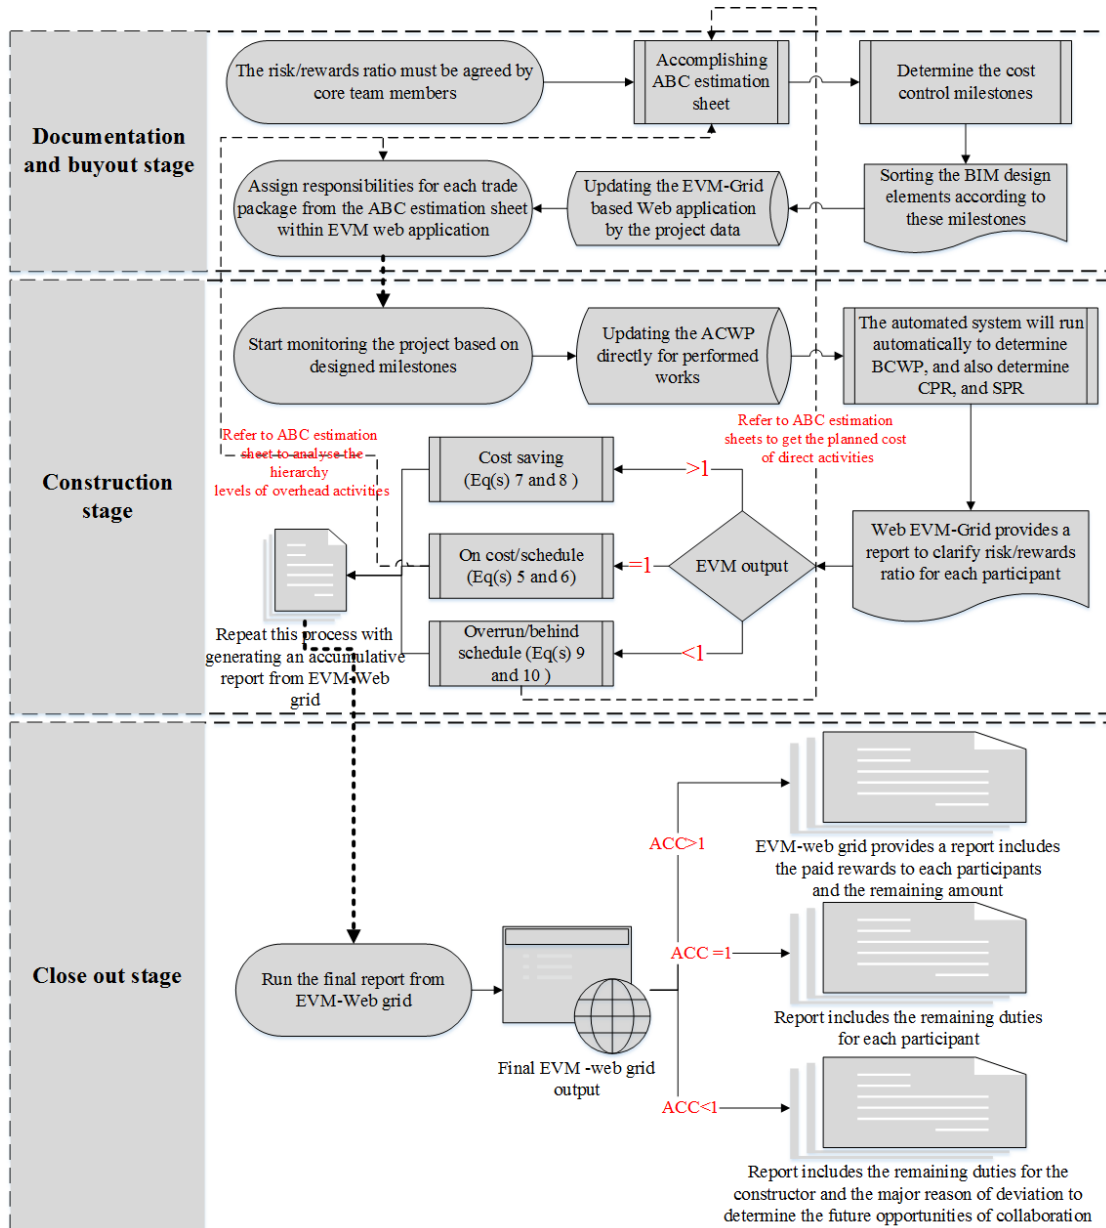 Documentation
and buyout stage
The risk/rewards ratio must be agreed by
core team members
Accomplishing
ABC estimation
sheet
Determine the cost
control milestones
Assign responsibilities for each trade
package from the ABC estimation sheet
within EVM web application
Updating the EVM-Grid
based Web application
by the project data
Sorting the BIM design
elements according to
these milestones
Construction
stage
Start monitoring the project based on
designed milestones
Updating the ACWP
directly for performed
works
The automated system will run
automatically to determine
BCWP, and also determine
CPR, and SPR
Refer to ABC estimation
sheet to analyse the
hierarchy
levels of overhead activities
Refer to ABC estimation
sheets to get the planned cost
of direct activities
Cost saving
(Eq(s) 7 and 8 )
>1
On cost/schedule
(Eq(s) 5 and 6)
=1
EVM output
Web EVM-Grid provides a
report to clarify risk/rewards
ratio for each participant
Overrun/behind
schedule (Eq(s) 9
and 10 )
<1
Repeat this process with
generating an accumulative
report from EVM-Web
grid
Close out stage
Run the final report from
EVM-Web grid
Final EVM -web grid
output
ACC>1
EVM-web grid provides a report includes
the paid rewards to each participants
and the remaining amount
ACC =1
Report includes the remaining duties
for each participant
ACC<1
Report includes the remaining duties for the
constructor and the major reason of deviation to
determine the future opportunities of collaboration